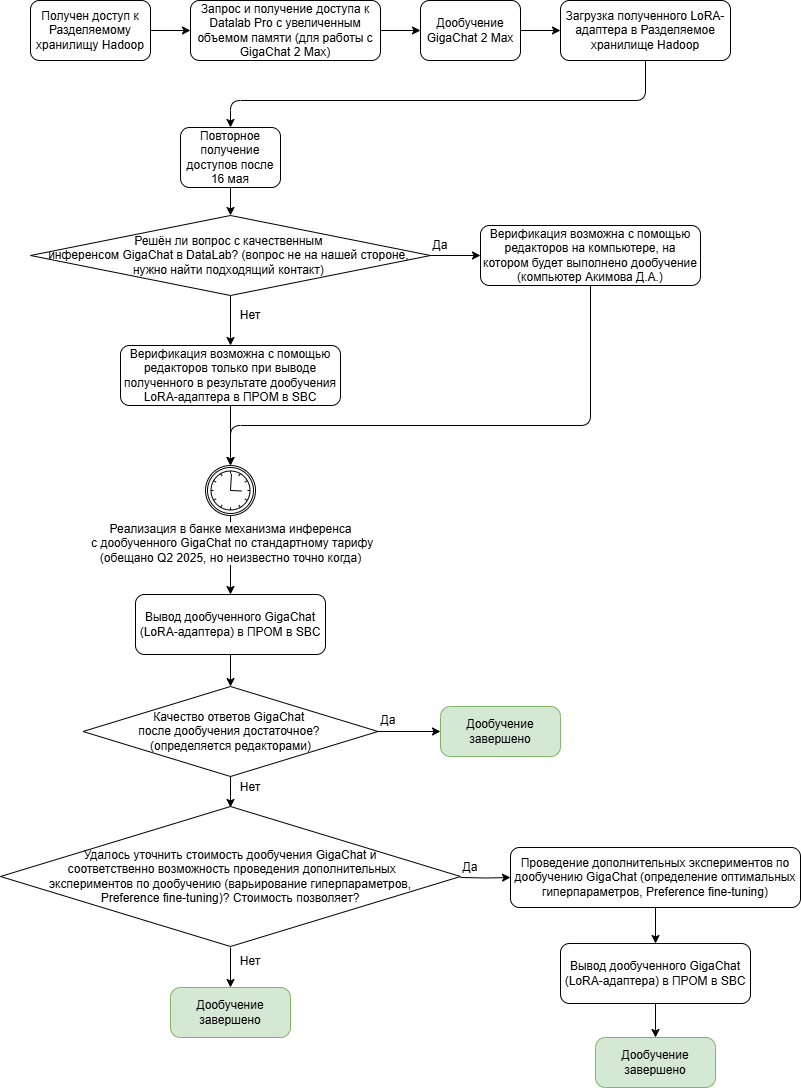 Получен доступ к
Разделяемому
хранилищу Hadoop
Запрос и получение доступа к
Datalab Pro с увеличенным
объемом памяти (для работы с
GigaChat 2 Max)
Дообучение
GigaChat 2 Max
Загрузка полученного LoRA-
адаптера в Разделяемое
хранилище Hadoop
Повторное
получение
доступов после
16 мая
Решён ли вопрос с качественным
инференсом GigaChat в DataLab? (вопрос не на нашей стороне,
нужно найти подходящий контакт)
Да
Верификация возможна с помощью
редакторов на компьютере, на
котором будет выполнено дообучение
(компьютер Акимова Д.А.)
Нет
Верификация возможна с помощью
редакторов только при выводе
полученного в результате дообучения
LoRA-адаптера в ПРОМ в SBC
Реализация в банке механизма инференса
с дообученного GigaChat по стандартному тарифу
(обещано Q2 2025, но неизвестно точно когда)
Вывод дообученного GigaChat
(LoRA-адаптера) в ПРОМ в SBC
Качество ответов GigaChat
после дообучения достаточное?
(определяется редакторами)
Да
Дообучение
завершено
Нет
Удалось уточнить стоимость дообучения GigaChat и
соответственно возможность проведения дополнительных
экспериментов по дообучению (варьирование гиперпараметров,
Preference fine-tuning)? Стоимость позволяет?
Да
Проведение дополнительных экспериментов по
дообучению GigaChat (определение оптимальных
гиперпараметров, Preference fine-tuning)
Нет
Дообучение
завершено
Вывод дообученного GigaChat
(LoRA-адаптера) в ПРОМ в SBC
Дообучение
завершено